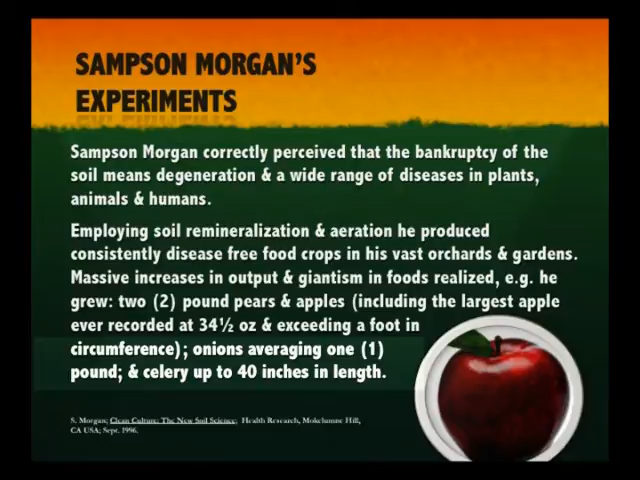 SAMPSON MORGAN'S
EXPERIMENTS
Sampson Morgan correctly perceived that the bankruptcy of the
soil means degeneration & a wide range of diseases in plants,
animals & humans.
Employing soil remineralization & aeration he produced
consistently disease free food crops in his vast orchards & gardens.
Massive increases in output & giantism in foods realized, e.g. he
grew: two (2) pound pears & apples (including the largest apple
ever recorded at 34½ oz & exceeding a foot in
circumference); onions averaging one (1)
pound; & celery up to 40 inches in length.
S. Morgan; Clean Culture: The New Soil Science; Health Research, Mokelumne Hill,
CA USA; Sept. 1996.